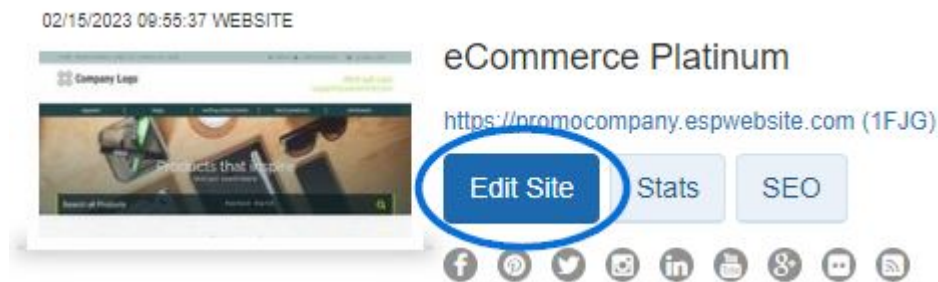 02/15/2023 09:55:37 WEBSITE
eCommerce Platinum
Company Logo
https://promocompany.espwebsite.com (1FJG)
Products that inspire
Edit Site
Stats
SEO
Search all Products